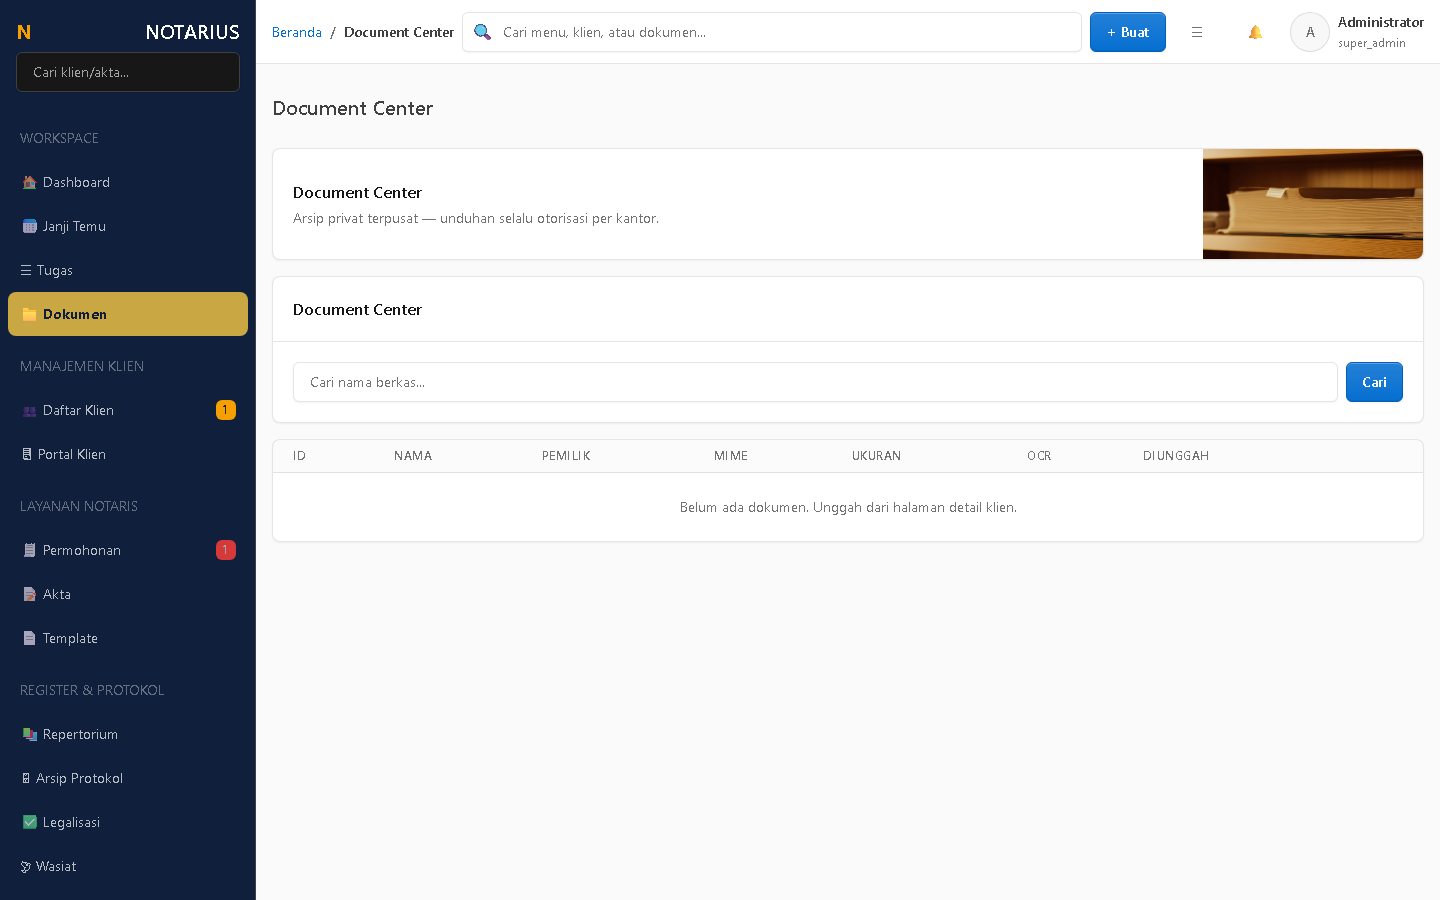 N NOTARIUS
Cari klien/akta...
WORKSPACE
Dashboard
Janji Temu
Tugas
Dokumen
MANAJEMEN KLIEN
Daftar Klien 1
Portal Klien
LAYANAN NOTARIS
Permohonan 1
Akta
Template
REGISTER & PROTOKOL
Repertorium
Arsip Protokol
Legalisasi
Wasiat
Beranda / Document Center
Cari menu, klien, atau dokumen...
+ Buat
A
Administrator
super_admin
Document Center
Document Center
Arsip privat terpusat — unduhan selalu otorisasi per kantor.
Document Center
Cari nama berkas...
Cari
ID NAMA PEMILIK MIME UKURAN OCR DIUNGGAH
Belum ada dokumen. Unggah dari halaman detail klien.